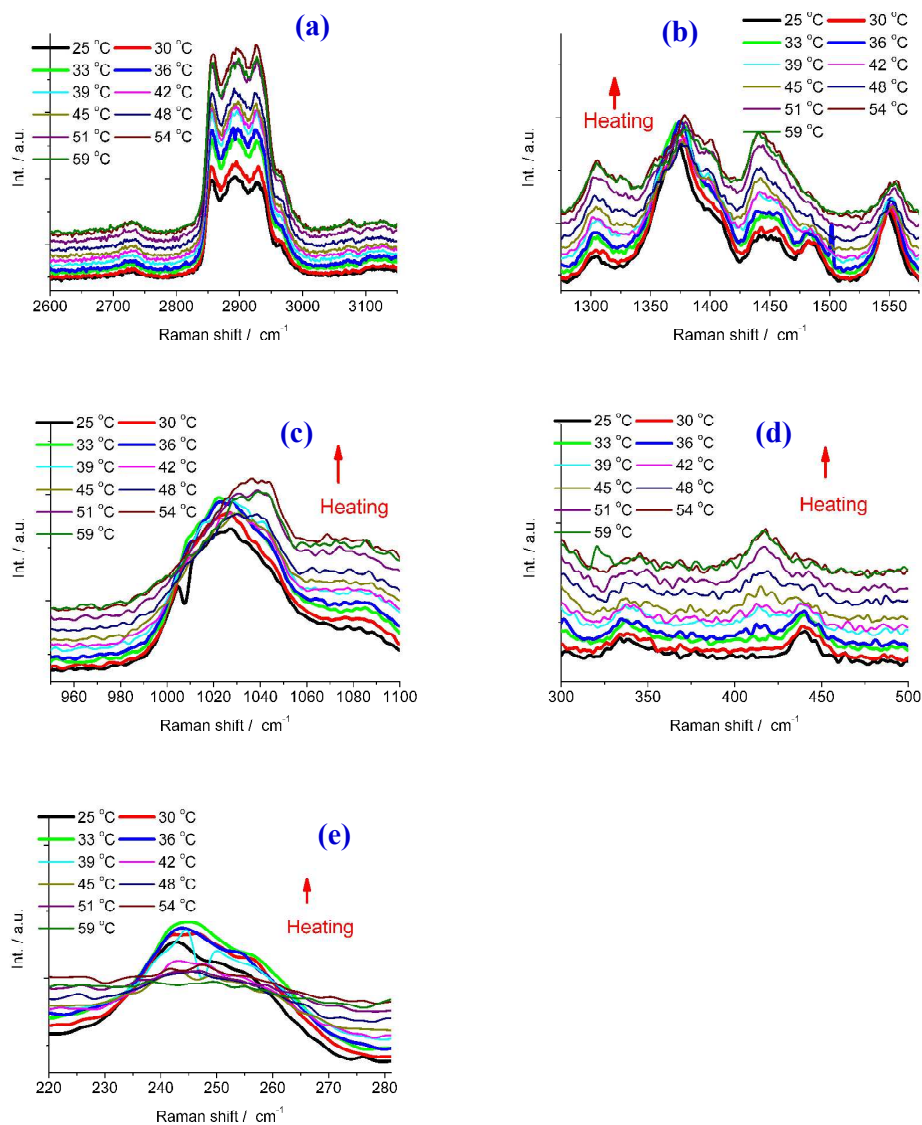 (a)
25 °C 30 °C
33 °C 36 °C
39 °C 42 °C
45 °C 48 °C
51 °C 54 °C
59 °C
Int. / a.u.
2600 2700 2800 2900 3000 3100
Raman shift / cm⁻¹
(b)
25 °C 30 °C
33 °C 36 °C
39 °C 42 °C
45 °C 48 °C
51 °C 54 °C
59 °C
Heating
Int. / a.u.
1300 1350 1400 1450 1500 1550
Raman shift / cm⁻¹
(c)
25 °C 30 °C
33 °C 36 °C
39 °C 42 °C
45 °C 48 °C
51 °C 54 °C
59 °C
Heating
Int. / a.u.
960 980 1000 1020 1040 1060 1080 1100
Raman shift / cm⁻¹
(d)
25 °C 30 °C
33 °C 36 °C
39 °C 42 °C
45 °C 48 °C
51 °C 54 °C
59 °C
Heating
Int. / a.u.
300 350 400 450 500
Raman shift / cm⁻¹
(e)
25 °C 30 °C
33 °C 36 °C
39 °C 42 °C
45 °C 48 °C
51 °C 54 °C
59 °C
Heating
Int. / a.u.
220 230 240 250 260 270 280
Raman shift / cm⁻¹